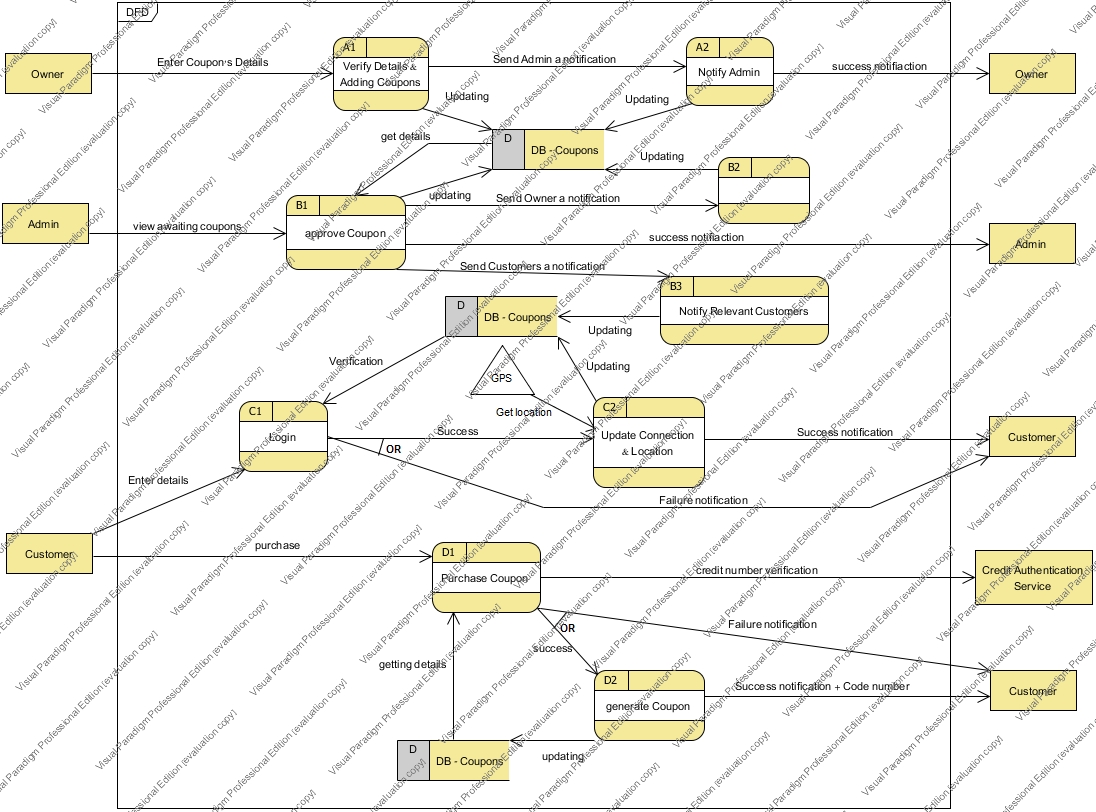 DFD
Owner
Enter Coupon's Details
A1
Verify Details &
Adding Coupons
Send Admin a notification
A2
Notify Admin
success notifiaction
Owner
Updating
Updating
get details
D
DB - Coupons
Updating
B2
updating
Send Owner a notification
Admin
view awaiting coupons
B1
approve Coupon
success notifiaction
Admin
Send Customers a notification
B3
Notify Relevant Customers
D
DB - Coupons
Updating
Verification
GPS
Updating
Get location
C1
Login
Success
OR
C2
Update Connection
& Location
Success notification
Customer
Enter details
Failure notification
Customer
purchase
D1
Purchase Coupon
credit number verification
Credit Authentication
Service
OR
Failure notification
success
getting details
D2
generate Coupon
Success notification + Code number
Customer
D
DB - Coupons
updating
Visual Paradigm Professional Edition [evaluation copy]